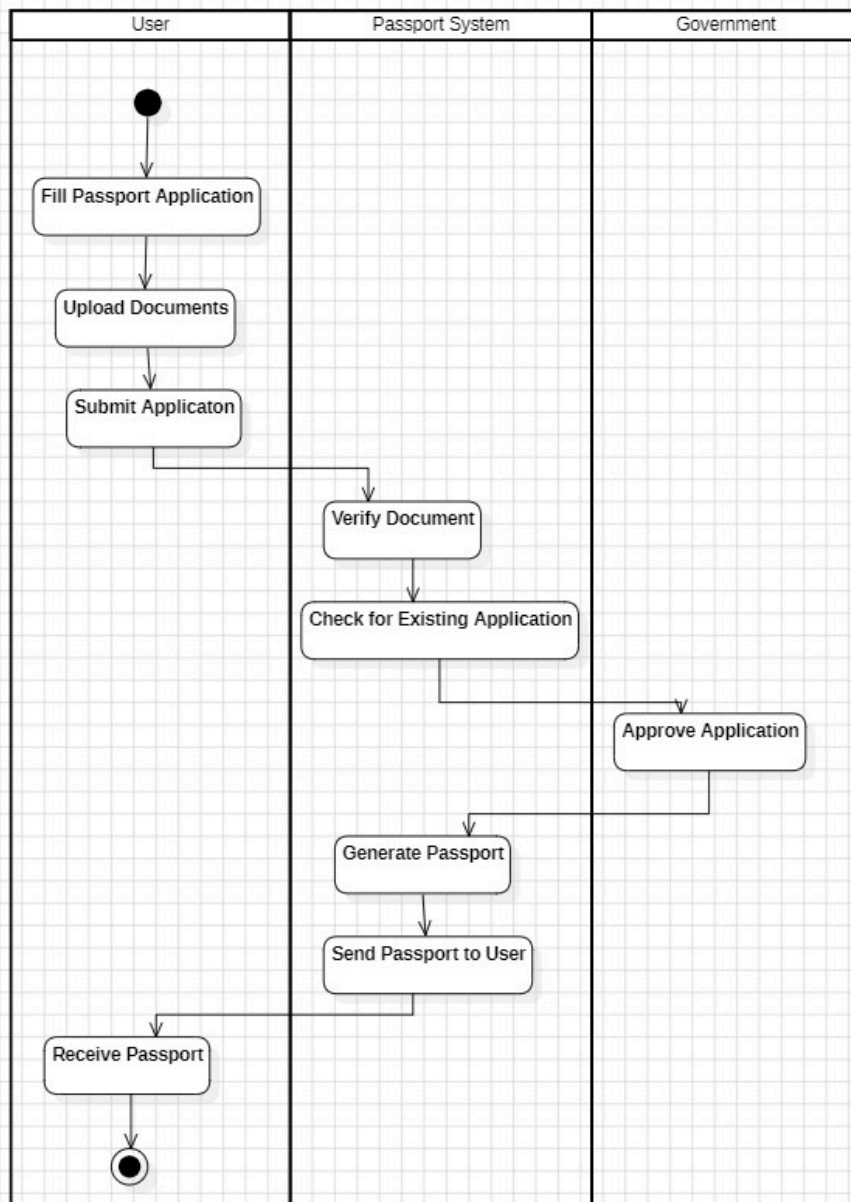 User
Passport System
Government
Fill Passport Application
Upload Documents
Submit Applicaton
Verify Document
Check for Existing Application
Approve Application
Generate Passport
Send Passport to User
Receive Passport